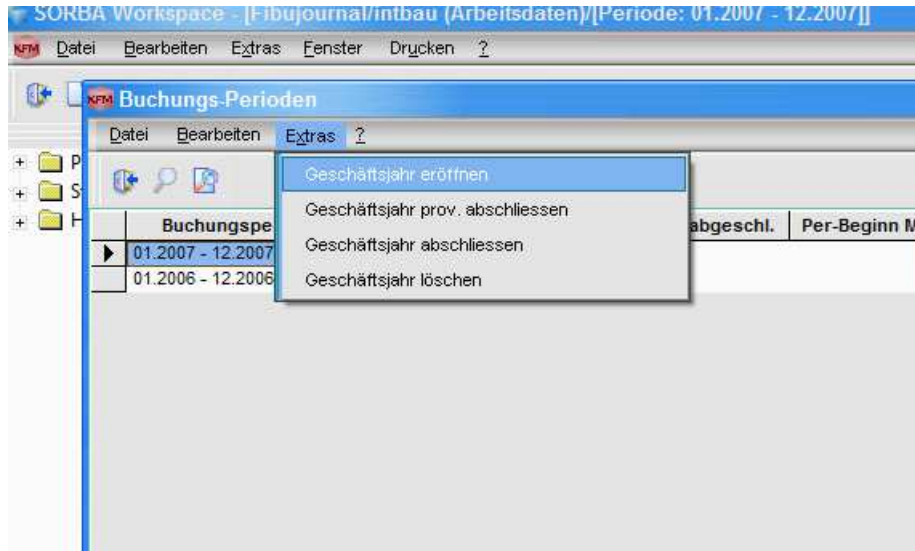 SORBA Workspace - [Fibujournal/intbau (Arbeitsdaten)/[Periode: 01.2007 - 12.2007]]
KFM Datei Bearbeiten Extras Fenster Drucken ?
KFM Buchungs-Perioden
Datei Bearbeiten Extras ?
Geschäftsjahr eröffnen
Geschäftsjahr prov. abschliessen
Geschäftsjahr abschliessen
Geschäftsjahr löschen
P
S
H
Buchungspe abgeschl. Per-Beginn M
01.2007 - 12.2007
01.2006 - 12.2006